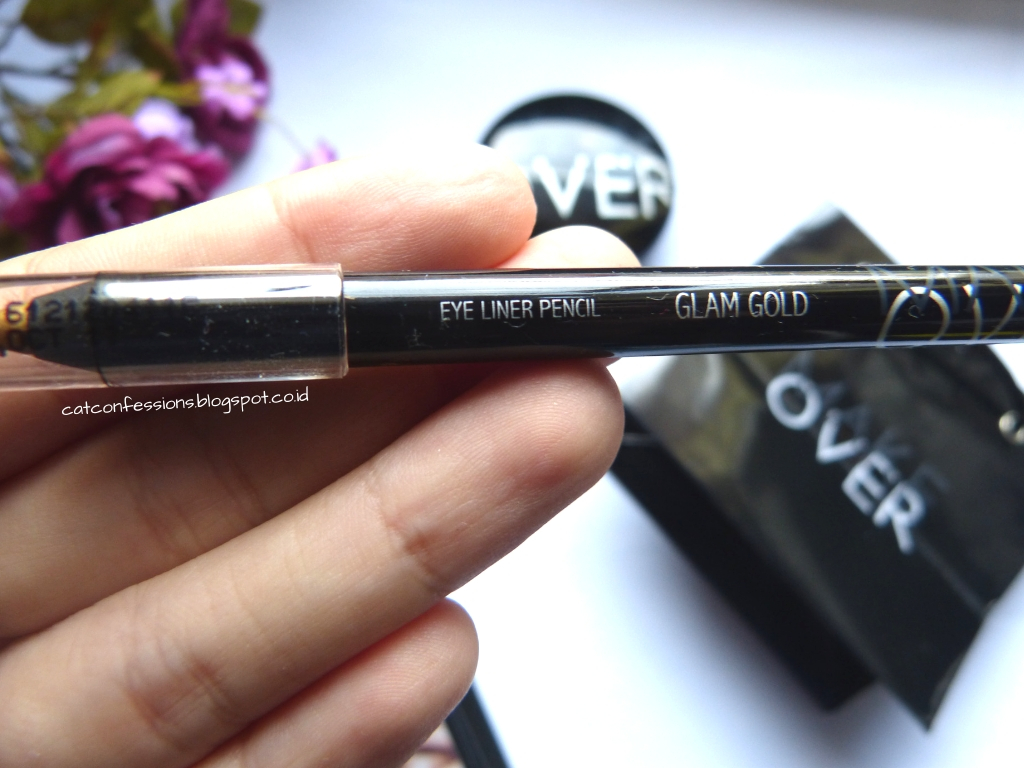 OVER
EYE LINER PENCIL GLAM GOLD
catconfessions.blogspot.co.id
OVER